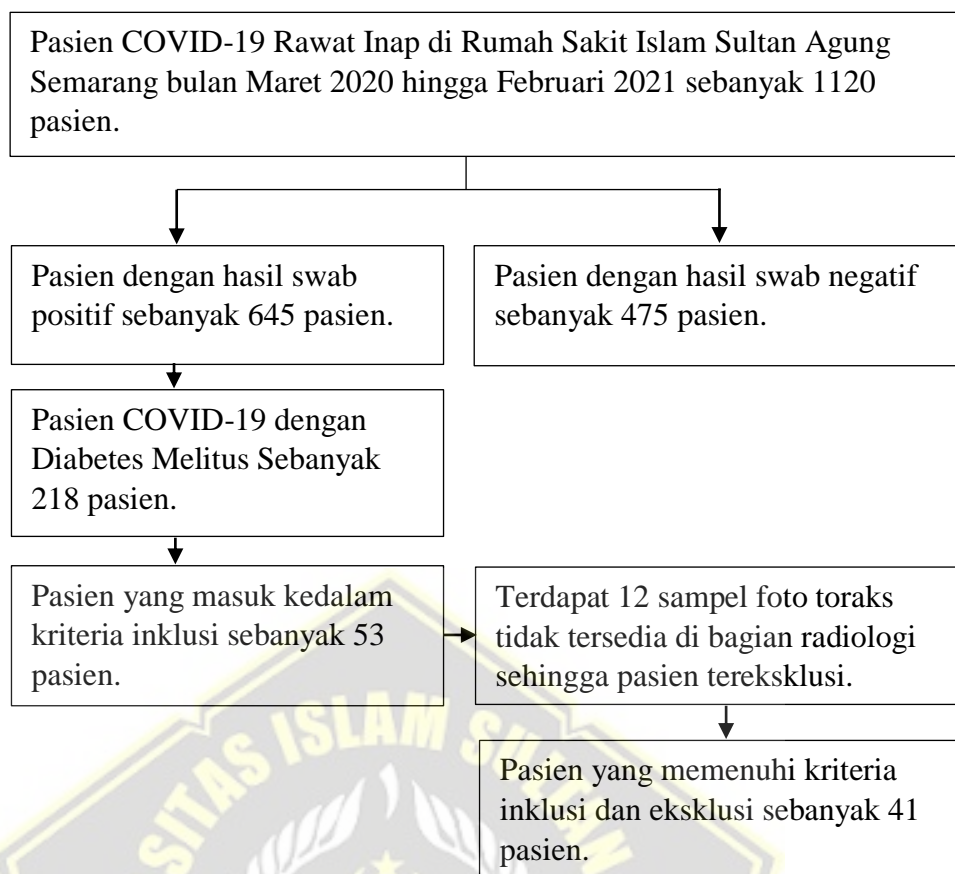 Pasien COVID-19 Rawat Inap di Rumah Sakit Islam Sultan Agung
Semarang bulan Maret 2020 hingga Februari 2021 sebanyak 1120
pasien.
Pasien dengan hasil swab
positif sebanyak 645 pasien.
Pasien dengan hasil swab negatif
sebanyak 475 pasien.
Pasien COVID-19 dengan
Diabetes Melitus Sebanyak
218 pasien.
Pasien yang masuk kedalam
kriteria inklusi sebanyak 53
pasien.
Terdapat 12 sampel foto toraks
tidak tersedia di bagian radiologi
sehingga pasien tereksklusi.
Pasien yang memenuhi kriteria
inklusi dan eksklusi sebanyak 41
pasien.
SITAS ISLAM SULTAN